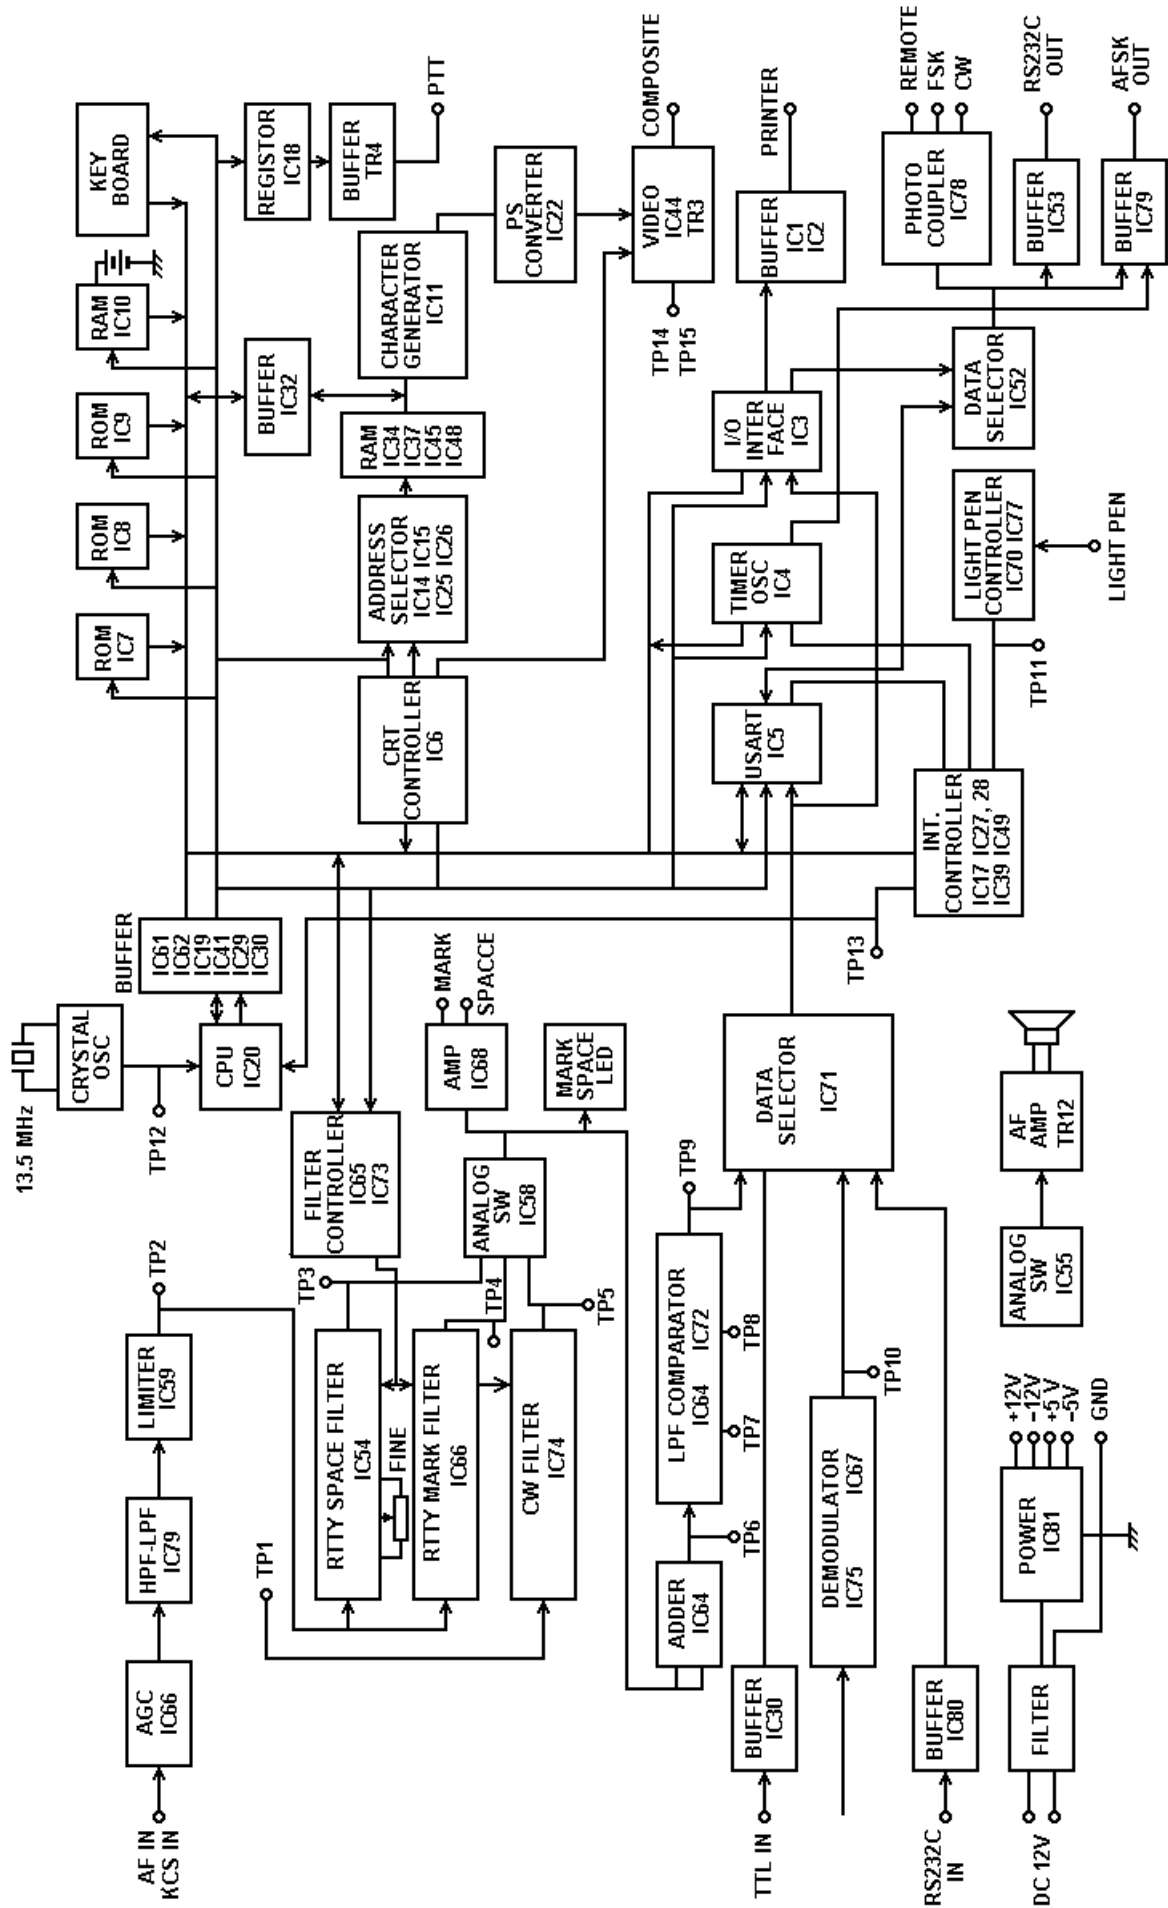 13.5 MHz
CRYSTAL
OSC
TP12
CPU
IC20
BUFFER
IC61
IC62
IC19
IC41
IC29
IC30
ROM
IC7
ROM
IC8
ROM
IC9
RAM
IC10
KEY
BOARD
REGISTOR
IC18
BUFFER
TR4
PTT
BUFFER
IC32
AF IN
KCS IN
AGC
IC66
HPF-LPF
IC79
LIMITER
IC59
TP2
FILTER
CONTROLLER
IC65
IC73
CRT
CONTROLLER
IC6
ADDRESS
SELECTOR
IC14 IC15
IC25 IC26
RAM
IC34
IC37
IC45
IC48
CHARACTER
GENERATOR
IC11
PS
CONVERTER
IC22
VIDEO
IC44
TR3
COMPOSITE
TP14
TP15
TP1
TP3
RTTY SPACE FILTER
IC54
FINE
RTTY MARK FILTER
IC66
TP4
CW FILTER
IC74
TP5
ANALOG
SW
IC58
AMP
IC68
MARK
SPACCE
MARK
SPACE
LED
ADDER
IC64
TP6
LPF COMPARATOR
IC64 IC72
TP7
TP8
TP9
DATA
SELECTOR
IC71
USART
IC5
TIMER
OSC
IC4
I/O
INTER
FACE
IC3
BUFFER
IC1
IC2
PRINTER
TTL IN
BUFFER
IC30
DEMODULATOR
IC75 IC67
TP10
TP13
RS232C
IN
BUFFER
IC80
INT.
CONTROLLER
IC17 IC27, 28
IC39 IC49
TP11
LIGHT PEN
CONTROLLER
IC70 IC77
LIGHT PEN
DATA
SELECTOR
IC52
PHOTO
COUPLER
IC78
REMOTE
FSK
CW
BUFFER
IC53
RS232C
OUT
BUFFER
IC79
AFSK
OUT
DC 12V
FILTER
POWER
IC81
+12V
-12V
+5V
-5V
GND
ANALOG
SW
IC55
AF
AMP
TR12